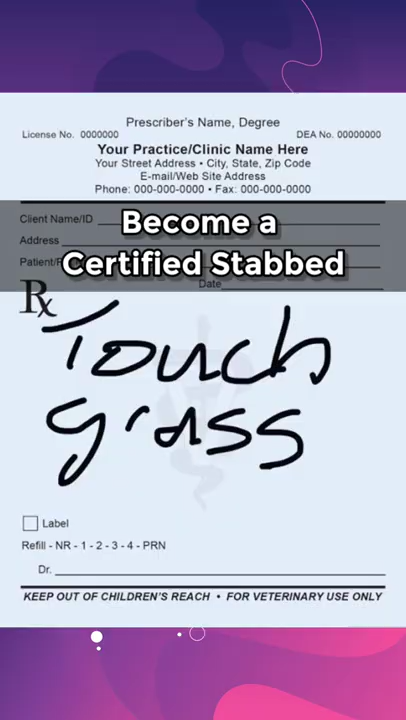 Prescriber's Name, Degree
License No. 0000000 DEA No. 00000000
Your Practice/Clinic Name Here
Your Street Address • City, State, Zip Code
E-mail/Web Site Address
Phone: 000-000-0000 • Fax: 000-000-0000
Client Name/ID
Become a
Address
Certified Stabbed
Date
Rx
Touch
grass
Label
Refill - NR - 1 - 2 - 3 - 4 - PRN
Dr.
KEEP OUT OF CHILDREN'S REACH • FOR VETERINARY USE ONLY